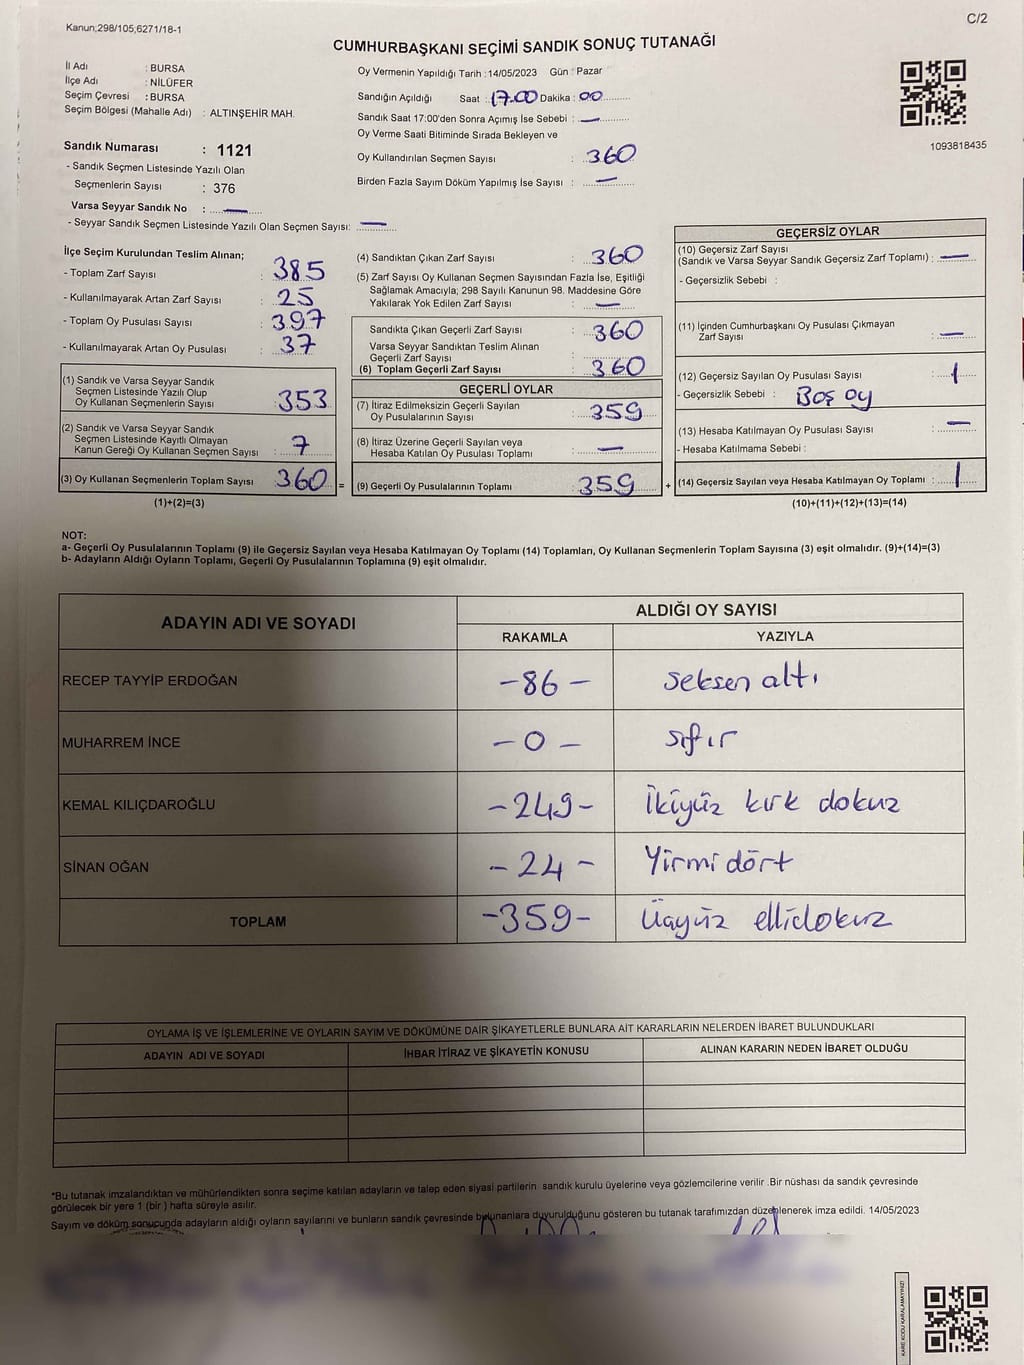 Kanun;298/105;6271/18-1
C/2
CUMHURBAŞKANI SEÇİMİ SANDIK SONUÇ TUTANAĞI
İl Adı : BURSA
İlçe Adı : NİLÜFER
Seçim Çevresi : BURSA
Seçim Bölgesi (Mahalle Adı) : ALTINŞEHİR MAH.
Sandık Numarası : 1121
- Sandık Seçmen Listesinde Yazılı Olan
Seçmenlerin Sayısı : 376
Varsa Seyyar Sandık No : —
- Seyyar Sandık Seçmen Listesinde Yazılı Olan Seçmen Sayısı: —
Oy Vermenin Yapıldığı Tarih :14/05/2023 Gün : Pazar
Sandığın Açıldığı Saat : 17.00 Dakika : 00
Sandık Saat 17:00'den Sonra Açımış İse Sebebi : —
Oy Verme Saati Bitiminde Sırada Bekleyen ve
Oy Kullandırılan Seçmen Sayısı : 360
Birden Fazla Sayım Döküm Yapılmış İse Sayısı : —
1093818435
İlçe Seçim Kurulundan Teslim Alınan;
- Toplam Zarf Sayısı : 385
- Kullanılmayarak Artan Zarf Sayısı : 25
- Toplam Oy Pusulası Sayısı : 397
- Kullanılmayarak Artan Oy Pusulası : 37
(1) Sandık ve Varsa Seyyar Sandık
Seçmen Listesinde Yazılı Olup
Oy Kullanan Seçmenlerin Sayısı : 353
(2) Sandık ve Varsa Seyyar Sandık
Seçmen Listesinde Kayıtlı Olmayan
Kanun Gereği Oy Kullanan Seçmen Sayısı : 7
(3) Oy Kullanan Seçmenlerin Toplam Sayısı 360 =
(1)+(2)=(3)
(4) Sandıktan Çıkan Zarf Sayısı : 360
(5) Zarf Sayısı Oy Kullanan Seçmen Sayısından Fazla İse, Eşitliği
Sağlamak Amacıyla; 298 Sayılı Kanunun 98. Maddesine Göre
Yakılarak Yok Edilen Zarf Sayısı : —
Sandıkta Çıkan Geçerli Zarf Sayısı : 360
Varsa Seyyar Sandıktan Teslim Alınan
Geçerli Zarf Sayısı :
(6) Toplam Geçerli Zarf Sayısı : 360
GEÇERLİ OYLAR
(7) İtiraz Edilmeksizin Geçerli Sayılan
Oy Pusulalarının Sayısı : 359
(8) İtiraz Üzerine Geçerli Sayılan veya
Hesaba Katılan Oy Pusulası Toplamı : —
(9) Geçerli Oy Pusulalarının Toplamı : 359 +
GEÇERSİZ OYLAR
(10) Geçersiz Zarf Sayısı
(Sandık ve Varsa Seyyar Sandık Geçersiz Zarf Toplamı) : —
- Geçersizlik Sebebi :
(11) İçinden Cumhurbaşkanı Oy Pusulası Çıkmayan
Zarf Sayısı : —
(12) Geçersiz Sayılan Oy Pusulası Sayısı : 1
- Geçersizlik Sebebi : Boş oy
(13) Hesaba Katılmayan Oy Pusulası Sayısı : —
- Hesaba Katılmama Sebebi :
(14) Geçersiz Sayılan veya Hesaba Katılmayan Oy Toplamı : 1
(10)+(11)+(12)+(13)=(14)
NOT:
a- Geçerli Oy Pusulalarının Toplamı (9) ile Geçersiz Sayılan veya Hesaba Katılmayan Oy Toplamı (14) Toplamları, Oy Kullanan Seçmenlerin Toplam Sayısına (3) eşit olmalıdır. (9)+(14)=(3)
b- Adayların Aldığı Oyların Toplamı, Geçerli Oy Pusulalarının Toplamına (9) eşit olmalıdır.
ADAYIN ADI VE SOYADI
ALDIĞI OY SAYISI
RAKAMLA YAZIYLA
RECEP TAYYİP ERDOĞAN -86- seksen altı
MUHARREM İNCE -0- sıfır
KEMAL KILIÇDAROĞLU -249- İkiyüz kırk dokuz
SİNAN OĞAN -24- Yirmi dört
TOPLAM -359- Üçyüz ellidokuz
OYLAMA İŞ VE İŞLEMLERİNE VE OYLARIN SAYIM VE DÖKÜMÜNE DAİR ŞİKAYETLERLE BUNLARA AİT KARARLARIN NELERDEN İBARET BULUNDUKLARI
ADAYIN ADI VE SOYADI İHBAR İTİRAZ VE ŞİKAYETİN KONUSU ALINAN KARARIN NEDEN İBARET OLDUĞU
*Bu tutanak imzalandıktan ve mühürlendikten sonra seçime katılan adayların ve talep eden siyasi partilerin sandık kurulu üyelerine veya gözlemcilerine verilir .Bir nüshası da sandık çevresinde
görülecek bir yere 1 (bir ) hafta süreyle asılır.
Sayım ve döküm sonucunda adayların aldığı oyların sayılarını ve bunların sandık çevresinde bulunanlara duyurulduğunu gösteren bu tutanak tarafımızdan düzenlenerek imza edildi. 14/05/2023
KARE KODU KARALAMAYINIZ!